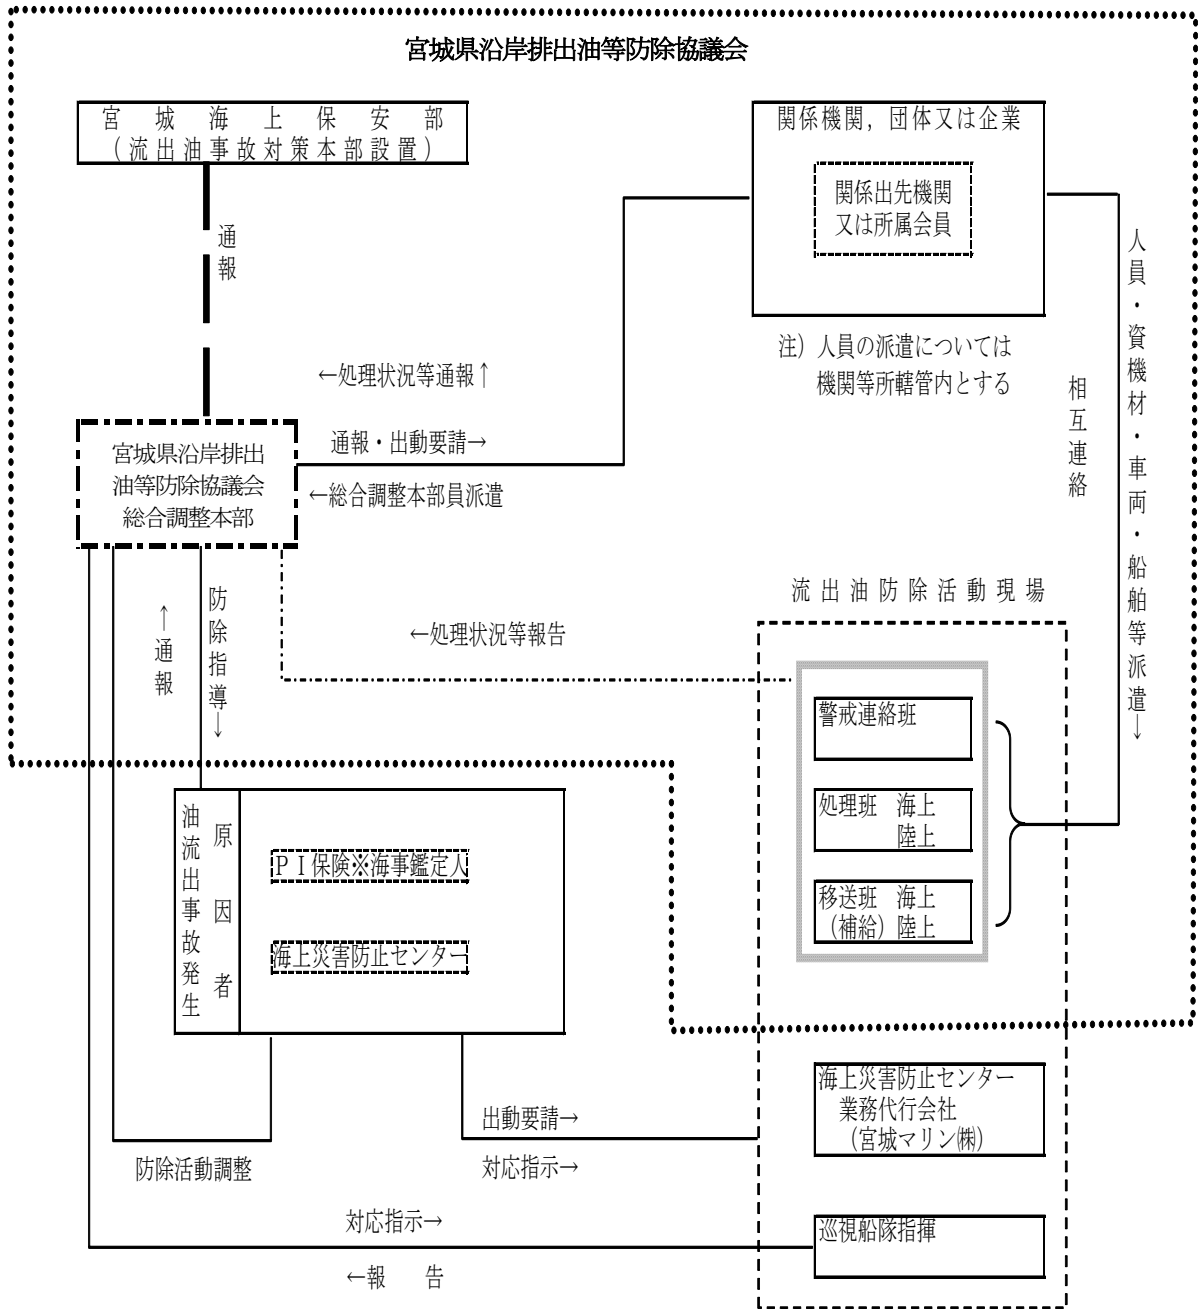 宮城県沿岸排出油等防除協議会
宮城海上保安部
(流出油事故対策本部設置)
通報
関係機関，団体又は企業
関係出先機関
又は所属会員
注) 人員の派遣については
機関等所轄管内とする
人員・資機材・車両・船舶等派遣→
相互連絡
←処理状況等通報↑
通報・出動要請→
←総合調整本部員派遣
宮城県沿岸排出
油等防除協議会
総合調整本部
←通報
防除指導→
←処理状況等報告
流出油防除活動現場
警戒連絡班
処理班 海上
陸上
移送班 海上
(補給) 陸上
油流出事故発生
原因者
ＰＩ保険※海事鑑定人
海上災害防止センター
海上災害防止センター
業務代行会社
(宮城マリン㈱)
出動要請→
対応指示→
防除活動調整
対応指示→
←報 告
巡視船隊指揮